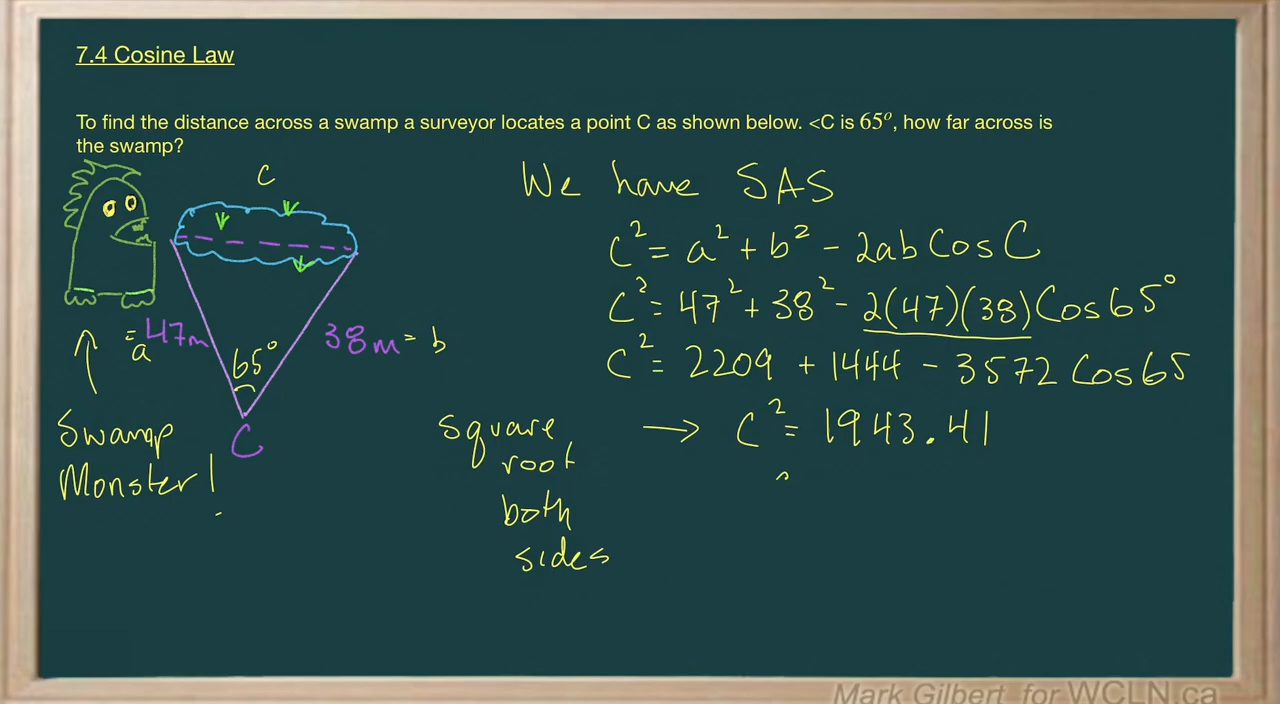 7.4 Cosine Law
To find the distance across a swamp a surveyor locates a point C as shown below. <C is 65°, how far across is
the swamp?
C
= a
47m
38m = b
65°
C
Swamp
Monster!
We have SAS
c² = a² + b² - 2ab Cos C
c² = 47² + 38² - 2(47)(38) Cos 65°
c² = 2209 + 1444 - 3572 Cos 65
square
root
both
sides
→ c² = 1943.41
Mark Gilbert for WCLN.ca